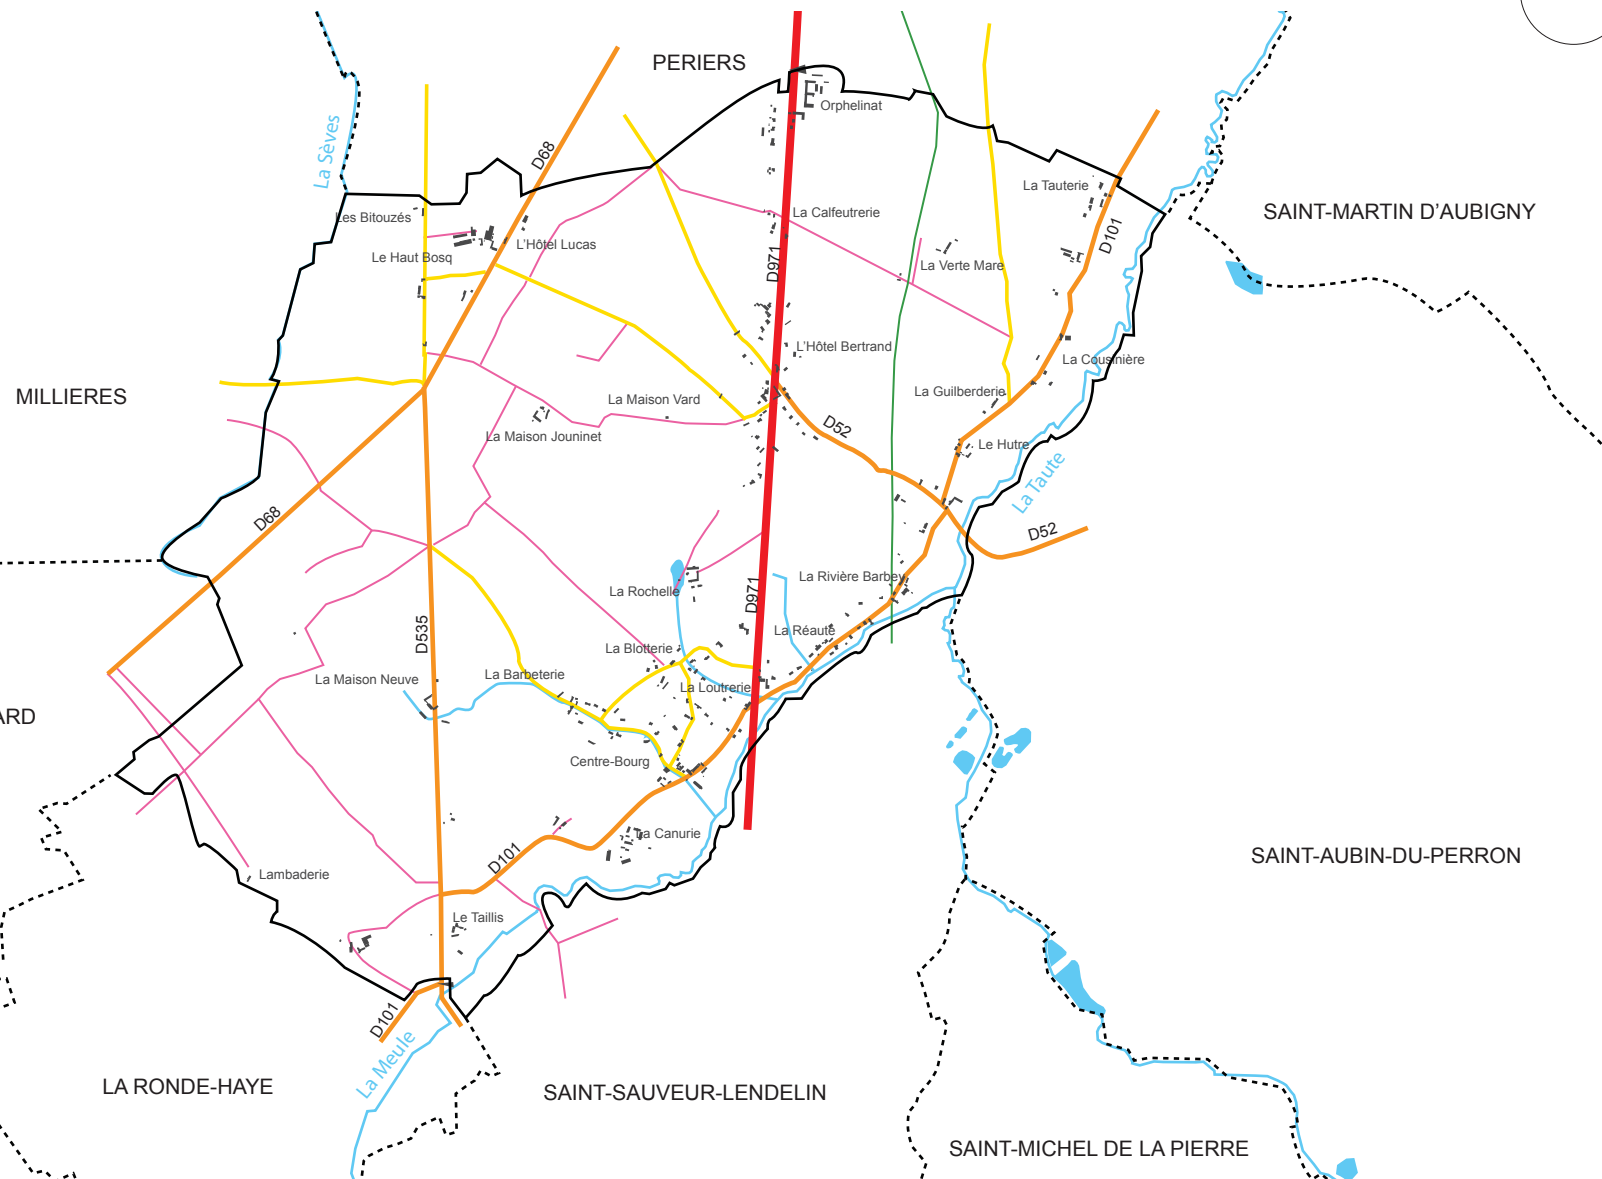 PERIERS
La Sèves
D68
Orphelinat
La Tauterie
Les Bitouzés
La Calfeutrerie
SAINT-MARTIN D'AUBIGNY
L'Hôtel Lucas
D101
Le Haut Bosq
D971
La Verte Mare
L'Hôtel Bertrand
La Cousinière
MILLIERES
La Maison Vard
La Guilberderie
D52
La Maison Jouninet
Le Hutre
La Taute
D68
D52
La Rivière Barbey
La Rochelle
D971
D535
La Réauté
La Blotterie
La Maison Neuve
La Barbeterie
La Loutrerie
ARD
Centre-Bourg
La Canurie
D101
SAINT-AUBIN-DU-PERRON
Lambaderie
Le Taillis
D101
La Meule
LA RONDE-HAYE
SAINT-SAUVEUR-LENDELIN
SAINT-MICHEL DE LA PIERRE